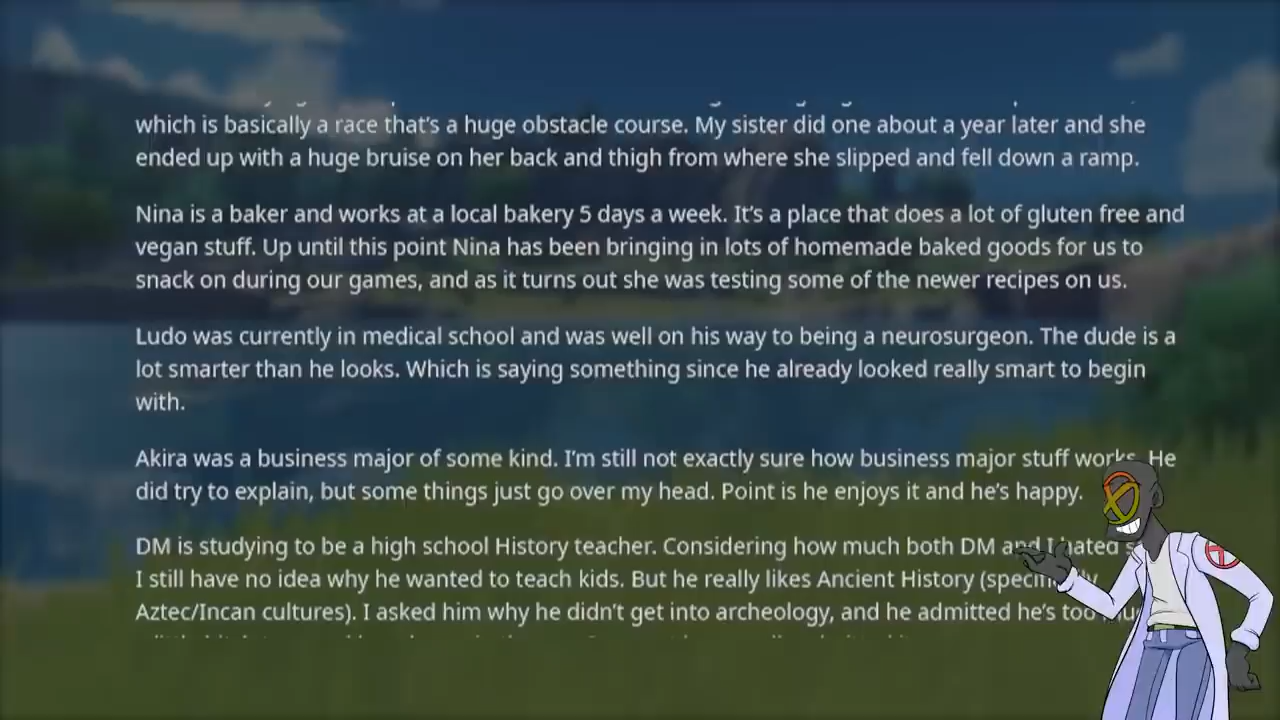 which is basically a race that's a huge obstacle course. My sister did one about a year later and she
ended up with a huge bruise on her back and thigh from where she slipped and fell down a ramp.
Nina is a baker and works at a local bakery 5 days a week. It's a place that does a lot of gluten free and
vegan stuff. Up until this point Nina has been bringing in lots of homemade baked goods for us to
snack on during our games, and as it turns out she was testing some of the newer recipes on us.
Ludo was currently in medical school and was well on his way to being a neurosurgeon. The dude is a
lot smarter than he looks. Which is saying something since he already looked really smart to begin
with.
Akira was a business major of some kind. I'm still not exactly sure how business major stuff works. He
did try to explain, but some things just go over my head. Point is he enjoys it and he's happy.
DM is studying to be a high school History teacher. Considering how much both DM and I hated
I still have no idea why he wanted to teach kids. But he really likes Ancient History (specifically
Aztec/Incan cultures). I asked him why he didn't get into archeology, and he admitted he's too